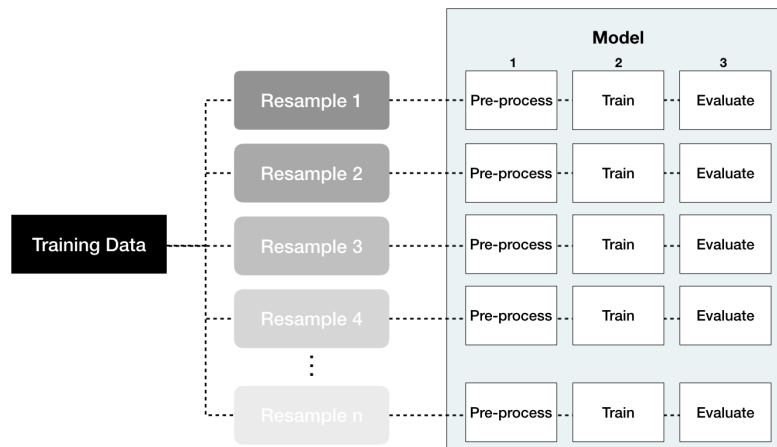 Model
1 2 3
Resample 1 Pre-process Train Evaluate
Resample 2 Pre-process Train Evaluate
Training Data Resample 3 Pre-process Train Evaluate
Resample 4 Pre-process Train Evaluate
Resample n Pre-process Train Evaluate